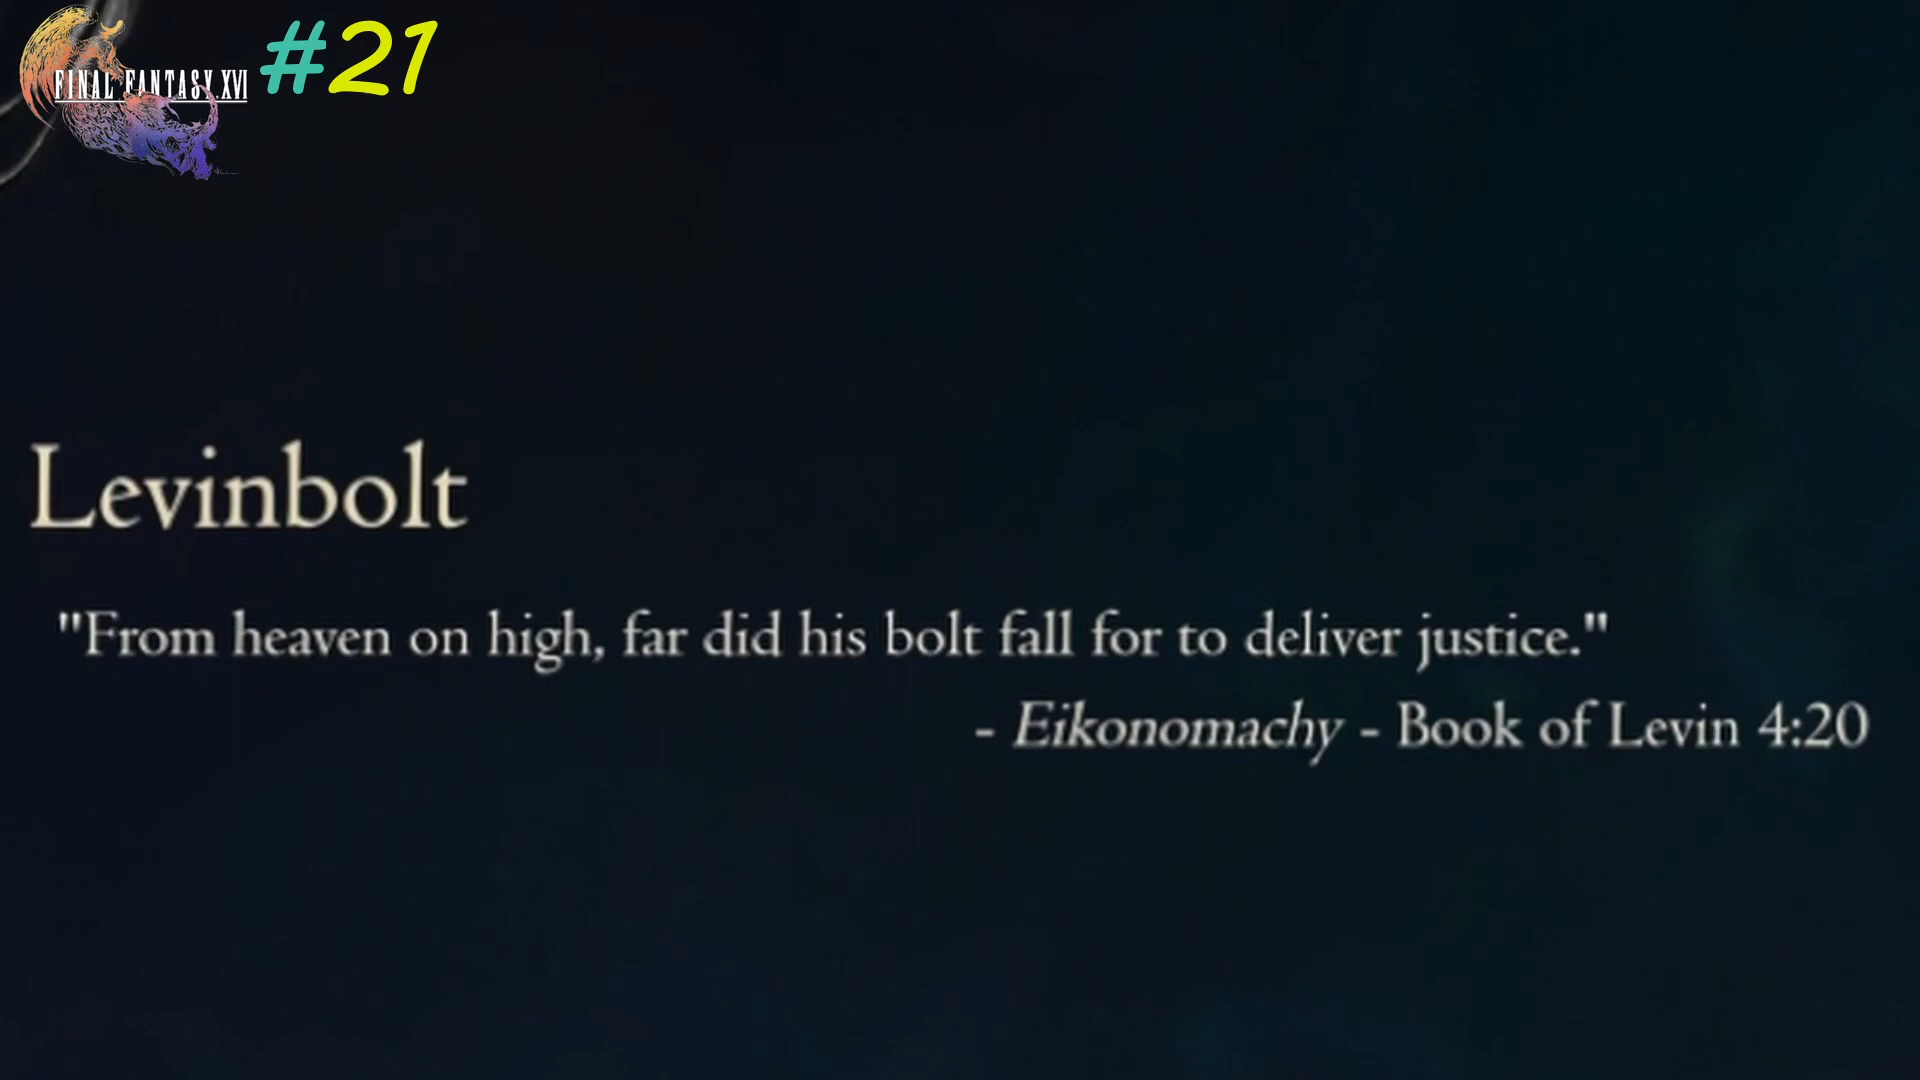 FINAL FANTASY XVI
#21
Levinbolt
"From heaven on high, far did his bolt fall for to deliver justice."
- Eikonomachy - Book of Levin 4:20